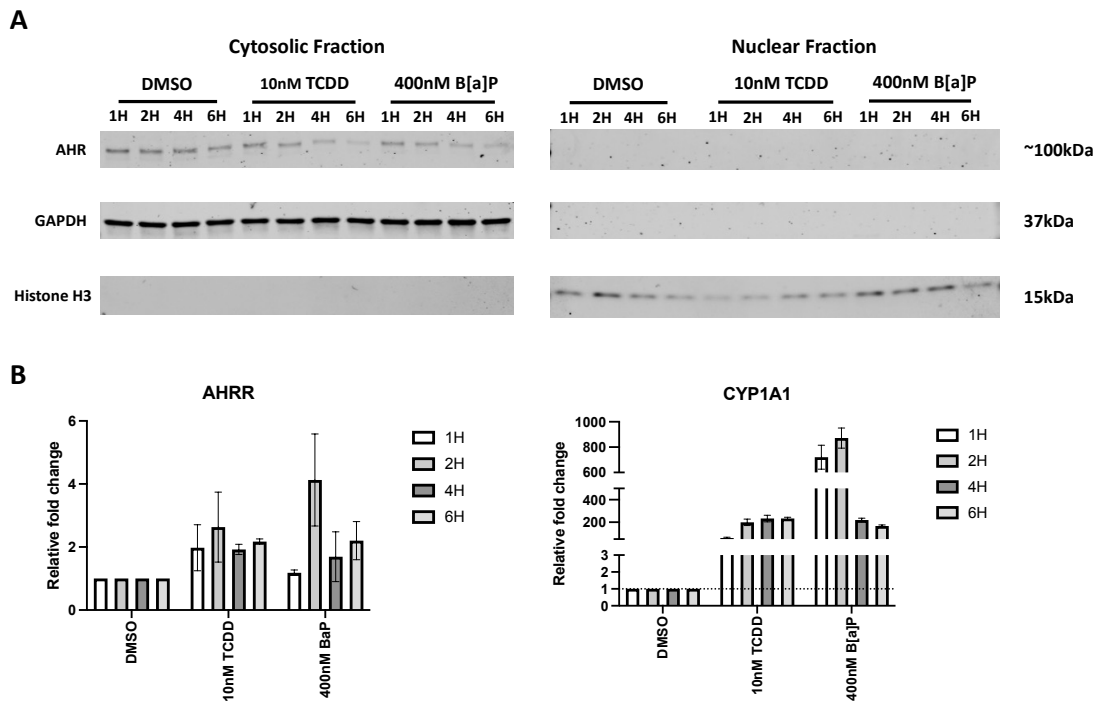 A
Cytosolic Fraction
Nuclear Fraction
DMSO 10nM TCDD 400nM B[a]P
DMSO 10nM TCDD 400nM B[a]P
1H 2H 4H 6H 1H 2H 4H 6H 1H 2H 4H 6H
1H 2H 4H 6H 1H 2H 4H 6H 1H 2H 4H 6H
AHR
~100kDa
GAPDH
37kDa
Histone H3
15kDa
B
AHRR
Relative fold change
6
4
2
0
DMSO
10nM TCDD
400nM BaP
1H
2H
4H
6H
CYP1A1
Relative fold change
1000
800
600
400
200
3
2
1
0
DMSO
10nM TCDD
400nM B[a]P
1H
2H
4H
6H